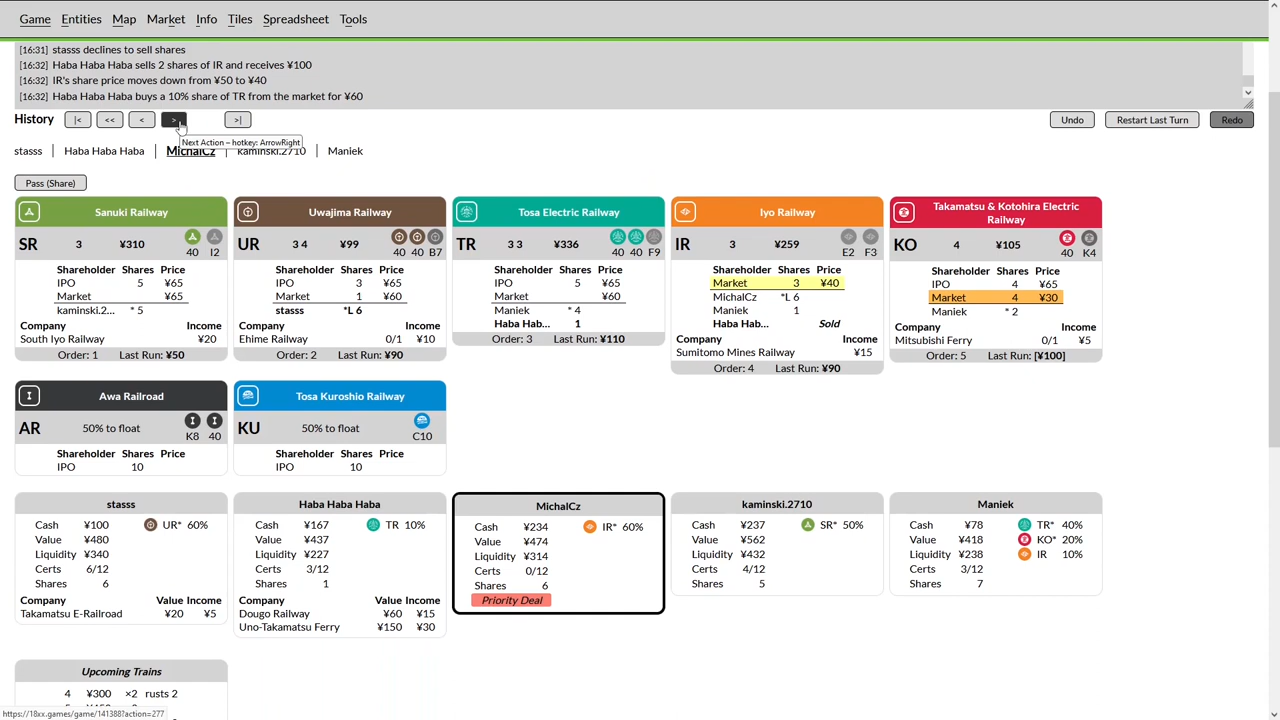 Game Entities Map Market Info Tiles Spreadsheet Tools
[16:31] stasss declines to sell shares
[16:32] Haba Haba Haba sells 2 shares of IR and receives ¥100
[16:32] IR's share price moves down from ¥50 to ¥40
[16:32] Haba Haba Haba buys a 10% share of TR from the market for ¥60
History |< << < > >| Undo Restart Last Turn Redo
Next Action – hotkey: ArrowRight
stasss Haba Haba Haba MichalCz kaminski.2710 Maniek
Pass (Share)
Sanuki Railway
SR 3 ¥310 40 I2
Shareholder Shares Price
IPO 5 ¥65
Market ¥65
kaminski.2... * 5
Company Income
South Iyo Railway ¥20
Order: 1 Last Run: ¥50
Uwajima Railway
UR 3 4 ¥99 40 40 B7
Shareholder Shares Price
IPO 3 ¥65
Market 1 ¥60
stasss *L 6
Company Income
Ehime Railway 0/1 ¥10
Order: 2 Last Run: ¥90
Tosa Electric Railway
TR 3 3 ¥336 40 40 F9
Shareholder Shares Price
IPO 5 ¥65
Market ¥60
Maniek * 4
Haba Hab... 1
Order: 3 Last Run: ¥110
Iyo Railway
IR 3 ¥259 E2 F3
Shareholder Shares Price
Market 3 ¥40
MichalCz *L 6
Maniek 1
Haba Hab... Sold
Company Income
Sumitomo Mines Railway ¥15
Order: 4 Last Run: ¥90
Takamatsu & Kotohira Electric
Railway
KO 4 ¥105 40 K4
Shareholder Shares Price
IPO 4 ¥65
Market 4 ¥30
Maniek * 2
Company Income
Mitsubishi Ferry 0/1 ¥5
Order: 5 Last Run: [¥100]
Awa Railroad
AR 50% to float K8 40
Shareholder Shares Price
IPO 10
Tosa Kuroshio Railway
KU 50% to float C10
Shareholder Shares Price
IPO 10
stasss
Cash ¥100 UR* 60%
Value ¥480
Liquidity ¥340
Certs 6/12
Shares 6
Company Value Income
Takamatsu E-Railroad ¥20 ¥5
Haba Haba Haba
Cash ¥167 TR 10%
Value ¥437
Liquidity ¥227
Certs 3/12
Shares 1
Company Value Income
Dougo Railway ¥60 ¥15
Uno-Takamatsu Ferry ¥150 ¥30
MichalCz
Cash ¥234 IR* 60%
Value ¥474
Liquidity ¥314
Certs 0/12
Shares 6
Priority Deal
kaminski.2710
Cash ¥237 SR* 50%
Value ¥562
Liquidity ¥432
Certs 4/12
Shares 5
Maniek
Cash ¥78 TR* 40%
Value ¥418 KO* 20%
Liquidity ¥238 IR 10%
Certs 3/12
Shares 7
Upcoming Trains
4 ¥300 ×2 rusts 2
https://18xx.games/game/141388?action=277